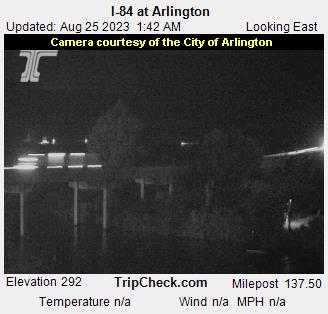 I-84 at Arlington
Updated: Aug 25 2023 1:42 AM Looking East
Camera courtesy of the City of Arlington
Elevation 292 TripCheck.com Milepost 137.50
Temperature n/a Wind n/a MPH n/a